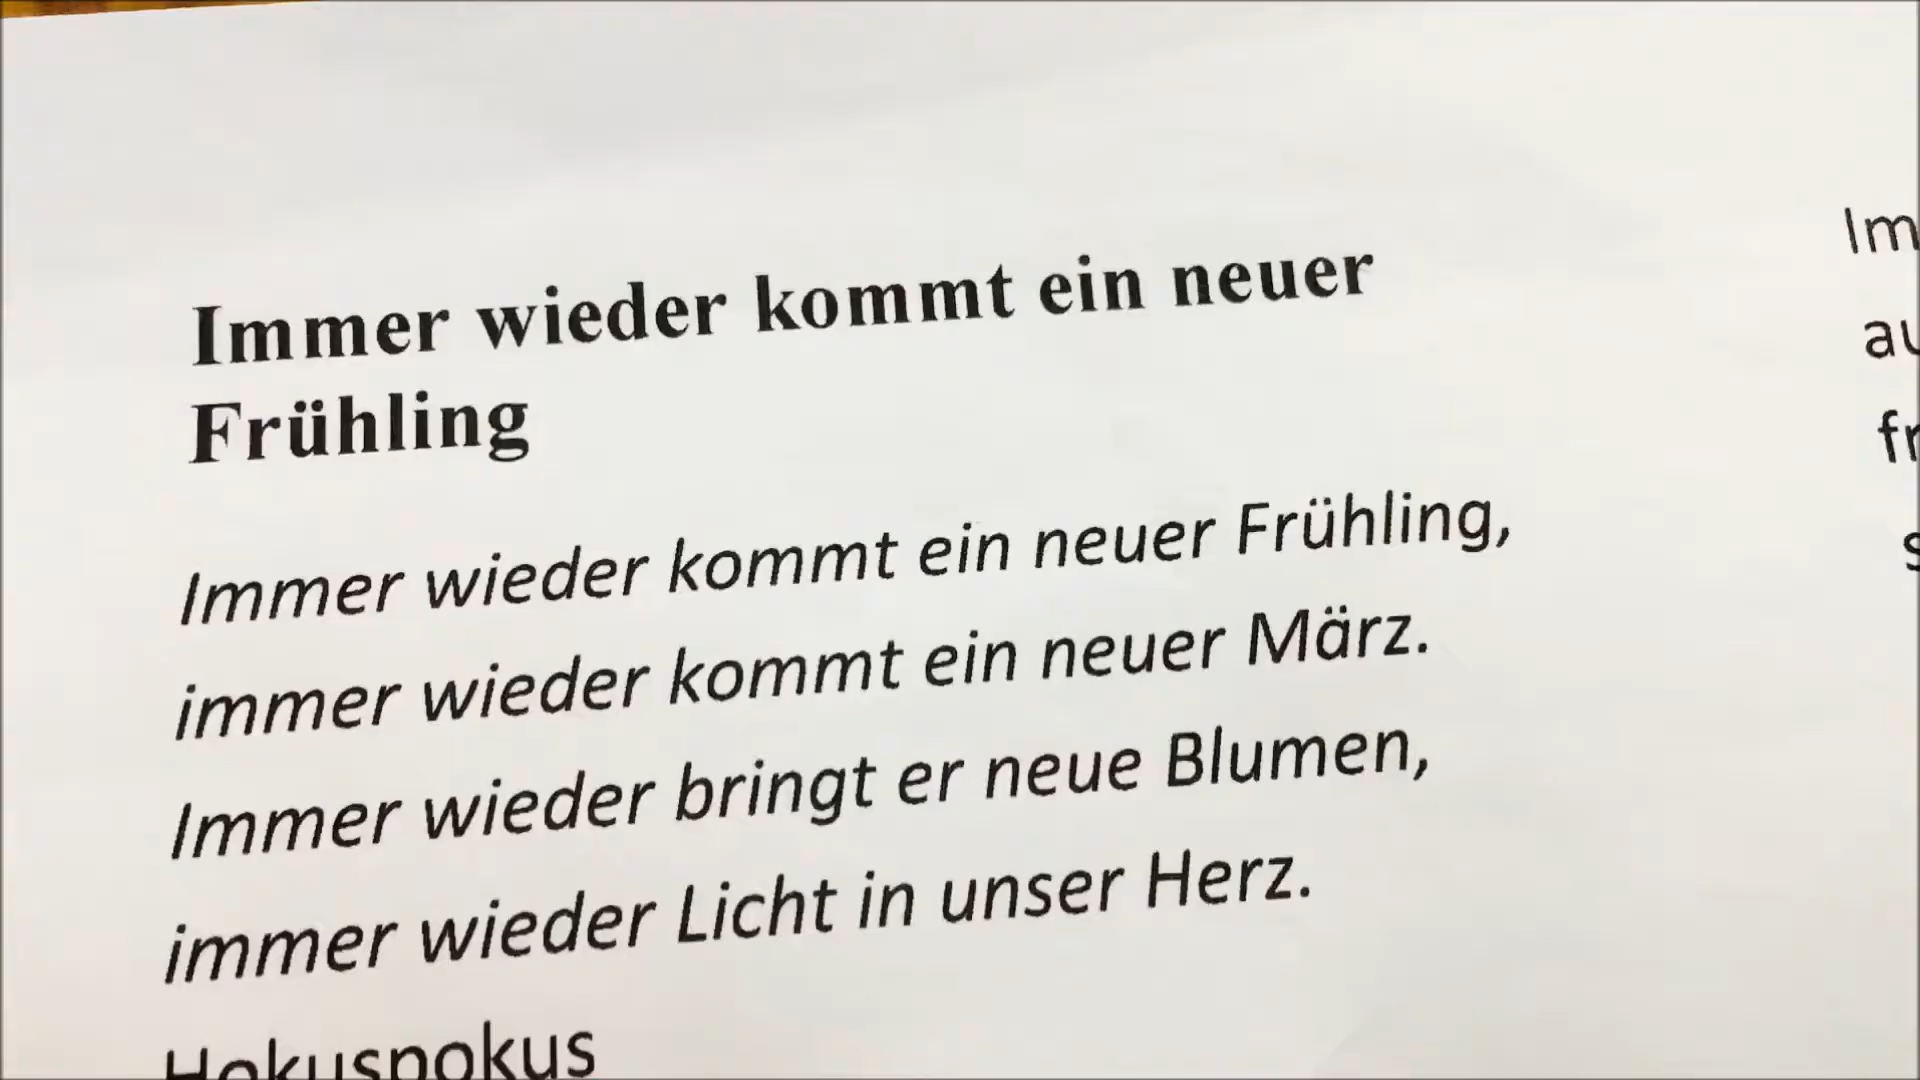 Immer wieder kommt ein neuer
Frühling
Immer wieder kommt ein neuer Frühling,
immer wieder kommt ein neuer März.
Immer wieder bringt er neue Blumen,
immer wieder Licht in unser Herz.
Hokuspokus